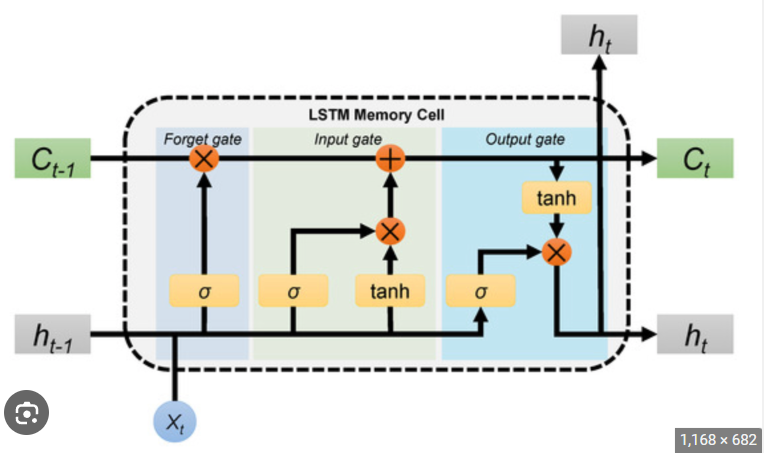 h_t
LSTM Memory Cell
Forget gate Input gate Output gate
C_t-1 × + C_t
tanh
× ×
σ σ tanh σ
h_t-1 h_t
X_t
1,168 × 682